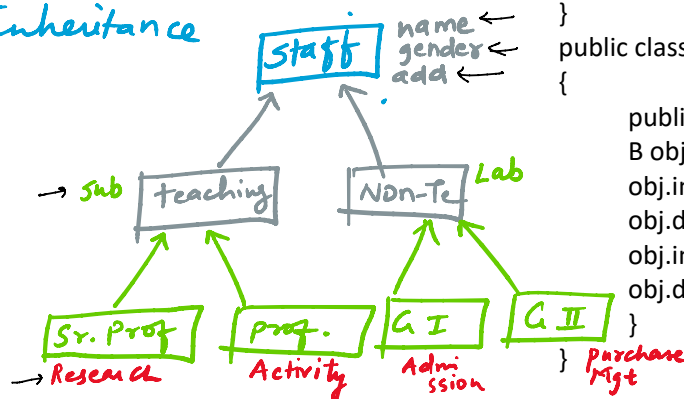 Inheritance
Staff
name
gender
add
sub
teaching
Non-Te
Lab
Sr. Prof
Prof.
G I
G II
Research
Activity
Admi
ssion
Purchase
Mgt
}
public class
{
publi
B obj
obj.in
obj.d
obj.in
obj.d
}
}